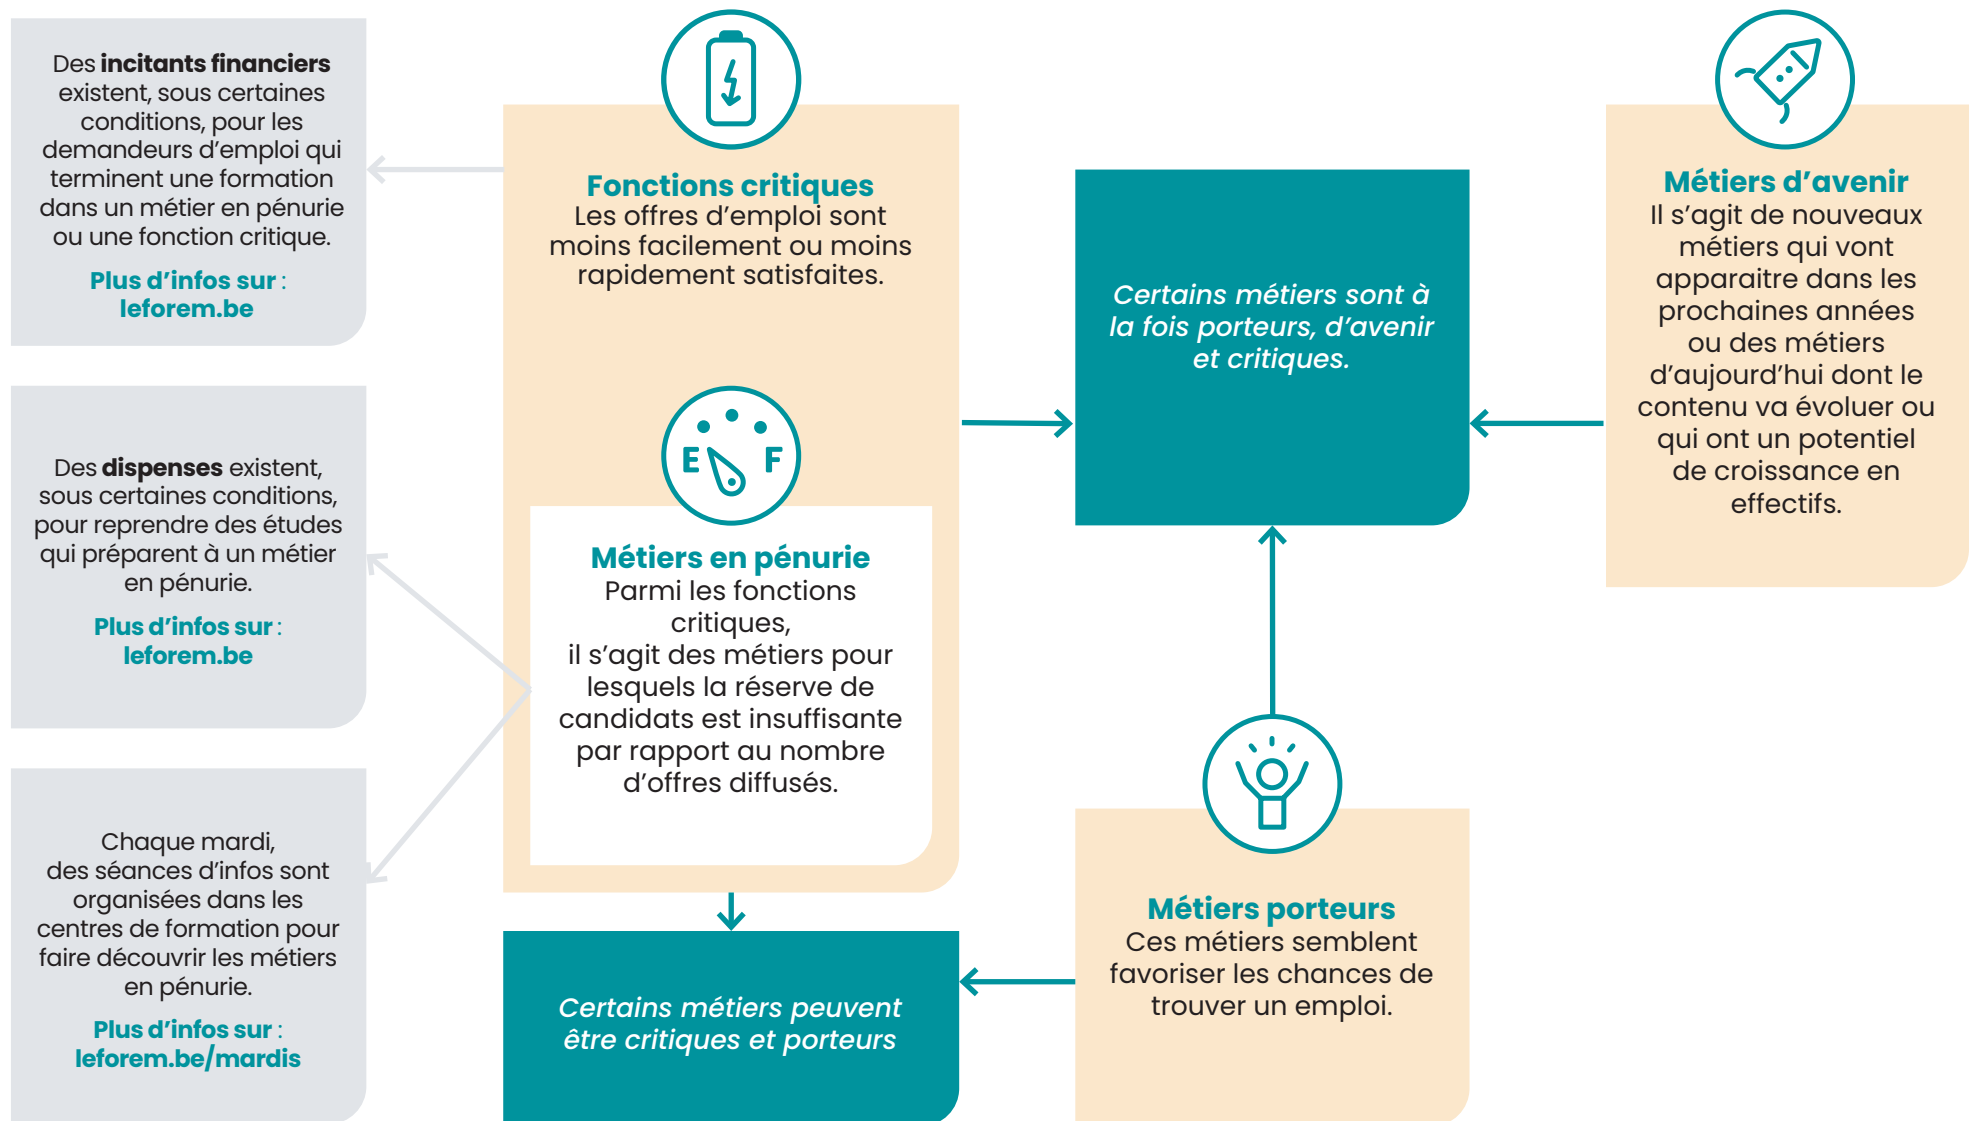 Des incitants financiers
existent, sous certaines
conditions, pour les
demandeurs d’emploi qui
terminent une formation
dans un métier en pénurie
ou une fonction critique.
Plus d’infos sur :
leforem.be
Des dispenses existent,
sous certaines conditions,
pour reprendre des études
qui préparent à un métier
en pénurie.
Plus d’infos sur :
leforem.be
Chaque mardi,
des séances d’infos sont
organisées dans les
centres de formation pour
faire découvrir les métiers
en pénurie.
Plus d’infos sur :
leforem.be/mardis
Fonctions critiques
Les offres d’emploi sont
moins facilement ou moins
rapidement satisfaites.
E F
Métiers en pénurie
Parmi les fonctions
critiques,
il s’agit des métiers pour
lesquels la réserve de
candidats est insuffisante
par rapport au nombre
d’offres diffusés.
Certains métiers peuvent
être critiques et porteurs
Certains métiers sont à
la fois porteurs, d’avenir
et critiques.
Métiers porteurs
Ces métiers semblent
favoriser les chances de
trouver un emploi.
Métiers d’avenir
Il s’agit de nouveaux
métiers qui vont
apparaitre dans les
prochaines années
ou des métiers
d’aujourd’hui dont le
contenu va évoluer ou
qui ont un potentiel
de croissance en
effectifs.